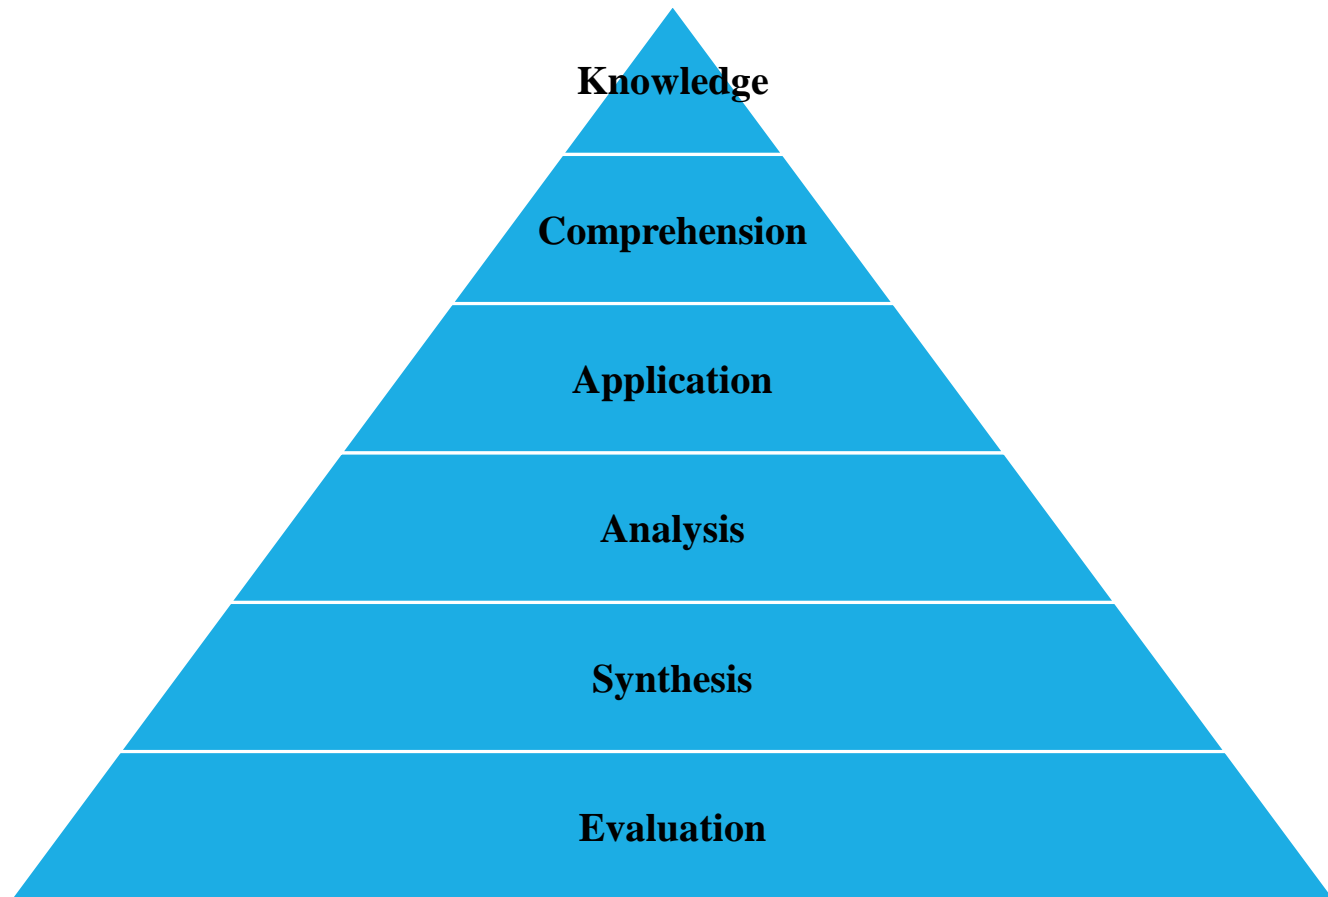 Knowledge
Comprehension
Application
Analysis
Synthesis
Evaluation